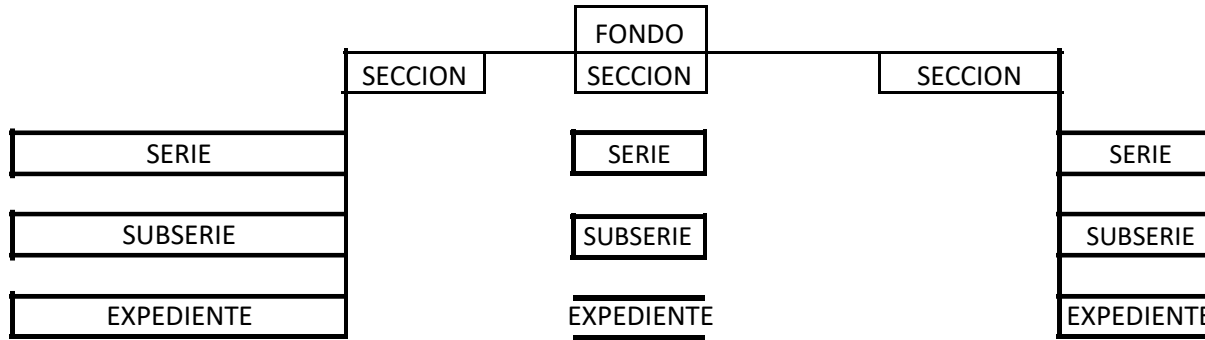 FONDO
SECCION SECCION SECCION
SERIE SERIE SERIE
SUBSERIE SUBSERIE SUBSERIE
EXPEDIENTE EXPEDIENTE EXPEDIENTE